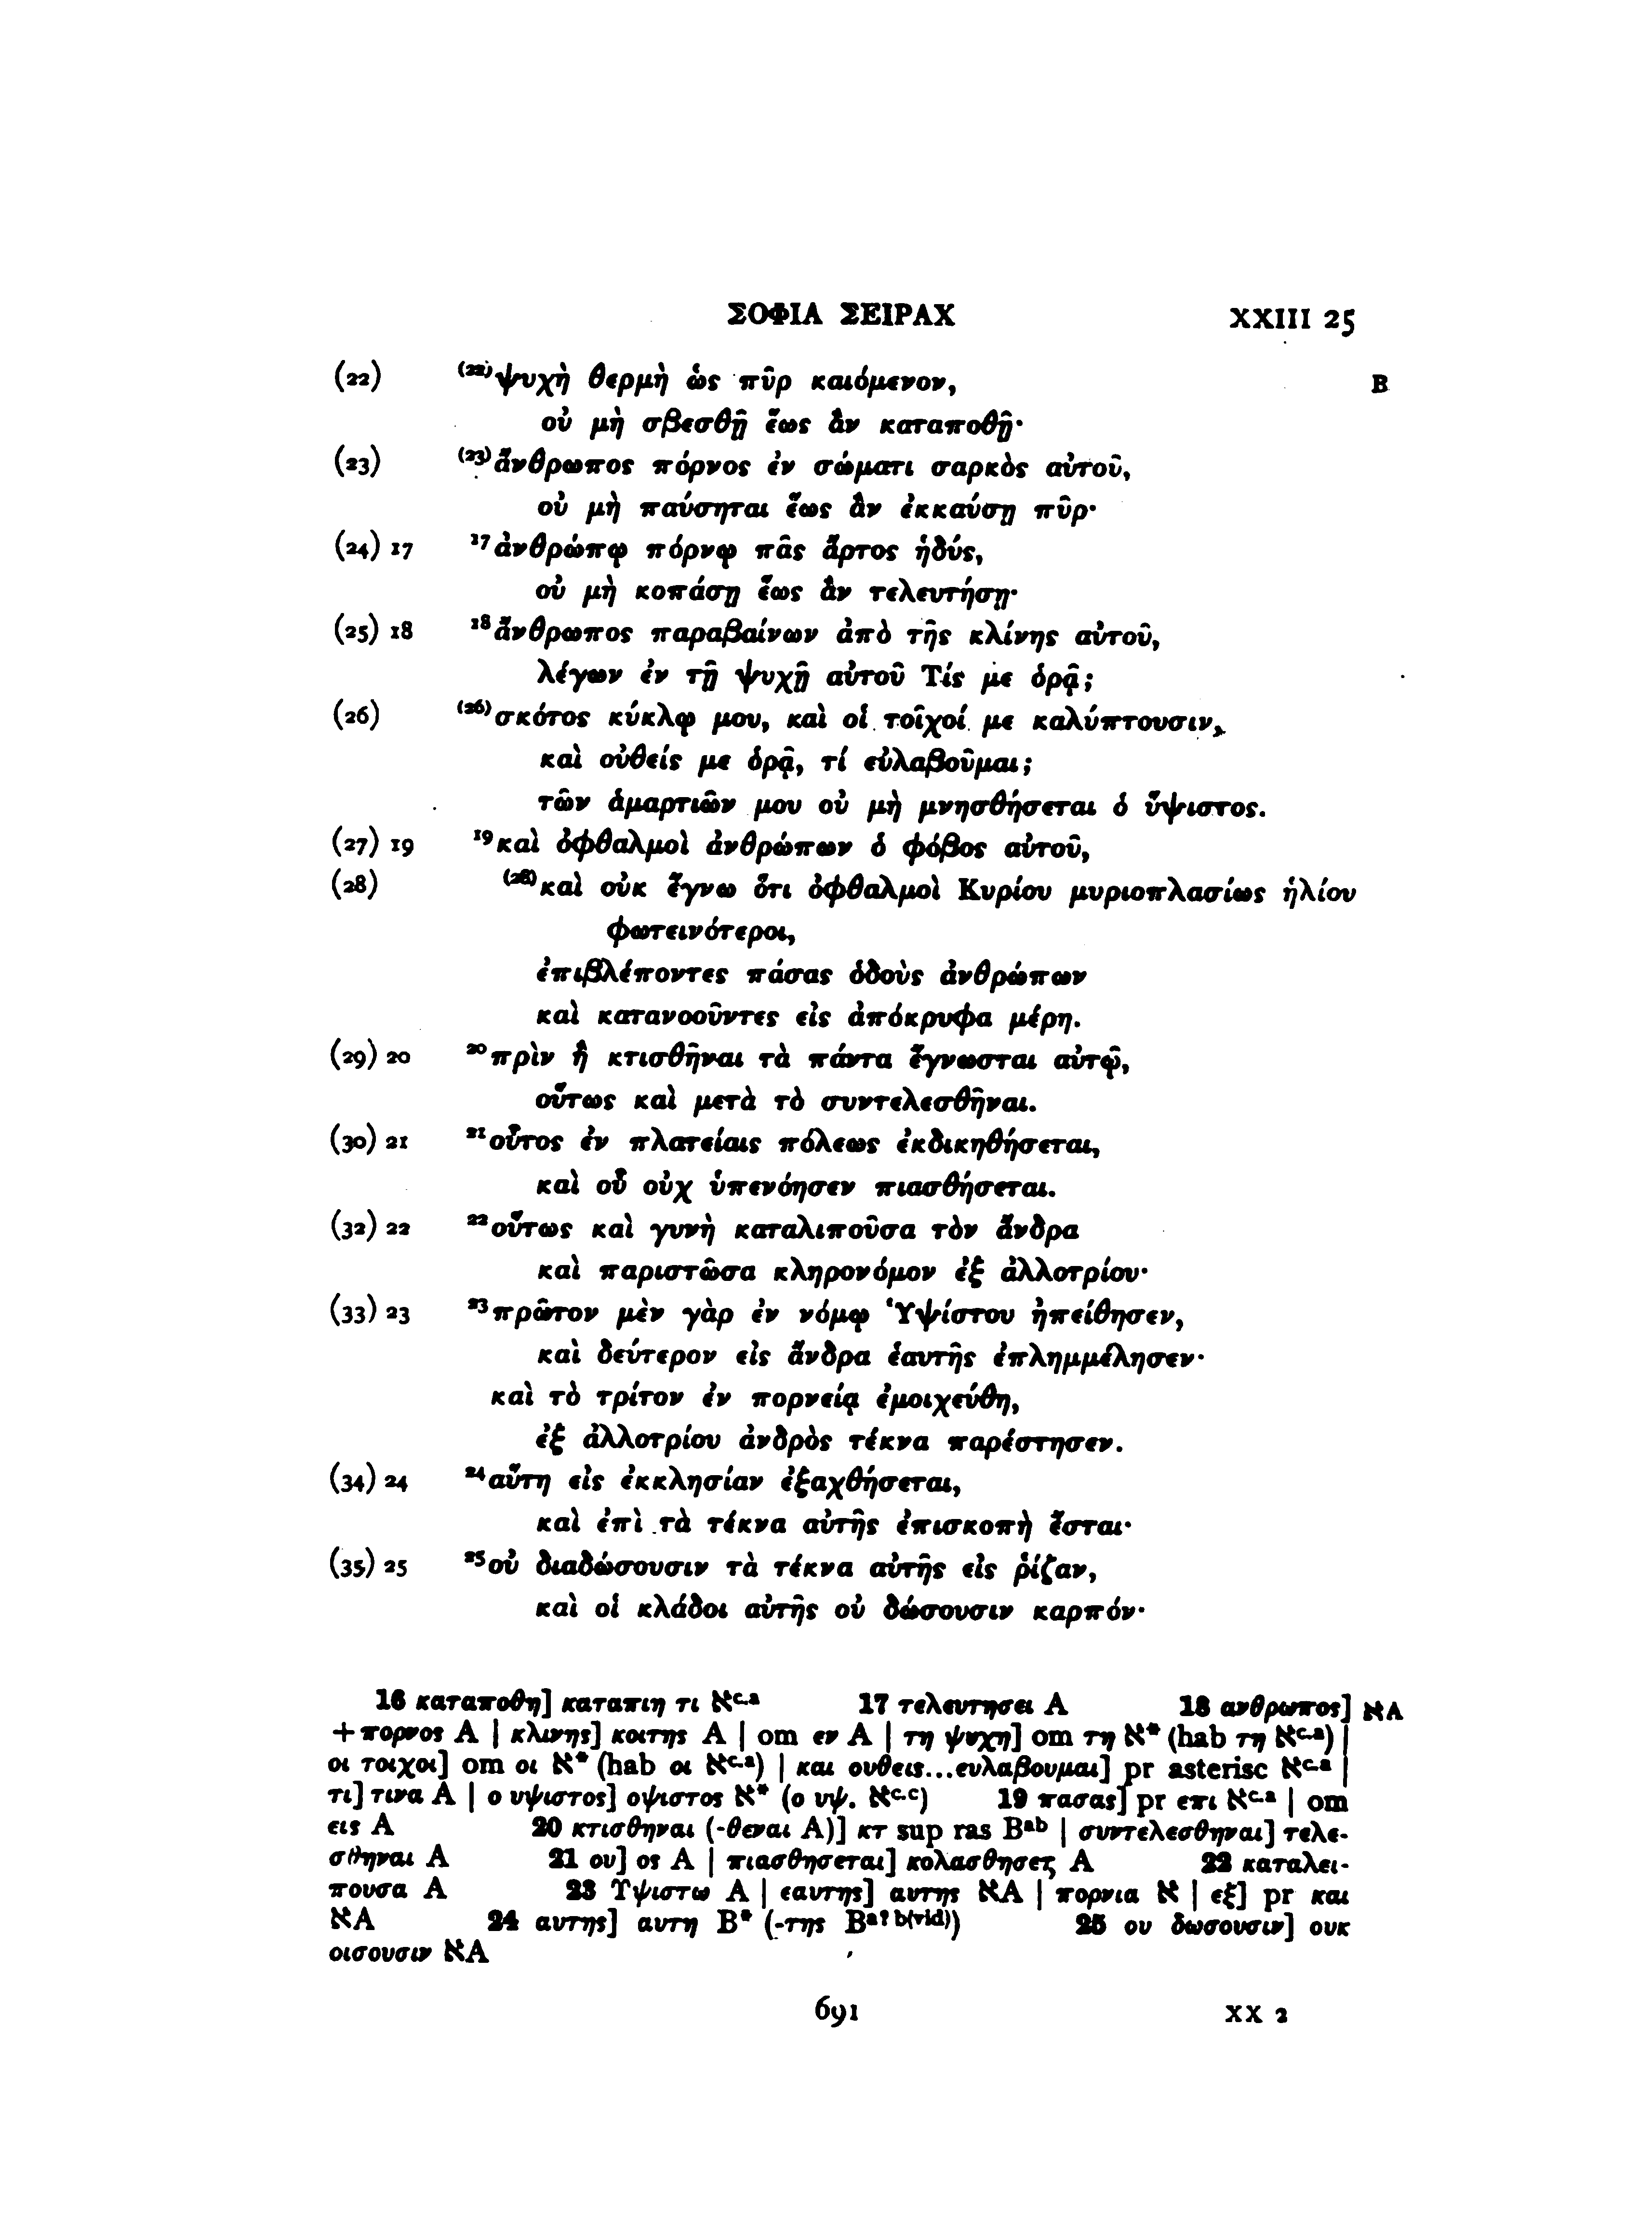 ΣΟΦΙΑ ΣΕΙΡΑΧ XXIII 25
(22) ⁽²²⁾ψυχὴ θερμὴ ὡς πῦρ καιόμενον, B
οὐ μὴ σβεσθῇ ἕως ἂν καταποθῇ·
(23) ⁽²³⁾ἄνθρωπος πόρνος ἐν σώματι σαρκὸς αὐτοῦ,
οὐ μὴ παύσηται ἕως ἂν ἐκκαύσῃ πῦρ·
(24) 17 ¹⁷ἀνθρώπῳ πόρνῳ πᾶς ἄρτος ἡδύς,
οὐ μὴ κοπάσῃ ἕως ἂν τελευτήσῃ·
(25) 18 ¹⁸ἄνθρωπος παραβαίνων ἀπὸ τῆς κλίνης αὐτοῦ,
λέγων ἐν τῇ ψυχῇ αὐτοῦ Τίς με ὁρᾷ;
(26) ⁽²⁶⁾σκότος κύκλῳ μου, καὶ οἱ τοῖχοί με καλύπτουσιν,
καὶ οὐθείς με ὁρᾷ, τί εὐλαβοῦμαι;
τῶν ἁμαρτιῶν μου οὐ μὴ μνησθήσεται ὁ ὕψιστος.
(27) 19 ¹⁹καὶ ὀφθαλμοὶ ἀνθρώπων ὁ φόβος αὐτοῦ,
(28) ⁽²⁸⁾καὶ οὐκ ἔγνω ὅτι ὀφθαλμοὶ Κυρίου μυριοπλασίως ἡλίου
φωτεινότεροι,
ἐπιβλέποντες πάσας ὁδοὺς ἀνθρώπων
καὶ κατανοοῦντες εἰς ἀπόκρυφα μέρη.
(29) 20 ²⁰πρὶν ἢ κτισθῆναι τὰ πάντα ἔγνωσται αὐτῷ,
οὕτως καὶ μετὰ τὸ συντελεσθῆναι.
(30) 21 ²¹οὗτος ἐν πλατείαις πόλεως ἐκδικηθήσεται,
καὶ οὗ οὐχ ὑπενόησεν πιασθήσεται.
(32) 22 ²²οὕτως καὶ γυνὴ καταλιποῦσα τὸν ἄνδρα
καὶ παριστῶσα κληρονόμον ἐξ ἀλλοτρίου·
(33) 23 ²³πρῶτον μὲν γὰρ ἐν νόμῳ Ὑψίστου ἠπείθησεν,
καὶ δεύτερον εἰς ἄνδρα ἑαυτῆς ἐπλημμέλησεν·
καὶ τὸ τρίτον ἐν πορνείᾳ ἐμοιχεύθη,
ἐξ ἀλλοτρίου ἀνδρὸς τέκνα παρέστησεν.
(34) 24 ²⁴αὕτη εἰς ἐκκλησίαν ἐξαχθήσεται,
καὶ ἐπὶ τὰ τέκνα αὐτῆς ἐπισκοπὴ ἔσται·
(35) 25 ²⁵οὐ διαδώσουσιν τὰ τέκνα αὐτῆς εἰς ῥίζαν,
καὶ οἱ κλάδοι αὐτῆς οὐ δώσουσιν καρπόν·
16 καταποθη] καταπιη τι ℵᶜ·ᵃ 17 τελευτησει A 18 ανθρωπος] ℵA
+πορνος A | κλινης] κοιτης A | om εν A | τη ψυχη] om τη ℵ* (hab τη ℵᶜ·ᵃ) |
οι τοιχοι] om οι ℵ* (hab οι ℵᶜ·ᵃ) | και ουθεις...ευλαβουμαι] pr asterisc ℵᶜ·ᵃ |
τι] τινα A | ο υψιστος] οψιστος ℵ* (ο υψ. ℵᶜ·ᶜ) 19 πασας] pr επι ℵᶜ·ᵃ | om
εις A 20 κτισθηναι (-θεναι A)] κτ sup ras Bᵃᵇ | συντελεσθηναι] τελε-
σθηναι A 21 ου] ος A | πιασθησεται] κολασθησεται A 22 καταλει-
πουσα A 23 Υψιστω A | εαυτης] αυτης ℵA | πορνια ℵ | εξ] pr και
ℵA 24 αυτης] αυτη B* (-της Bᵃ?ᵇ⁽ᵛⁱᵈ⁾) 25 ου δωσουσιν] ουκ
οισουσιν ℵA
691 XX 2